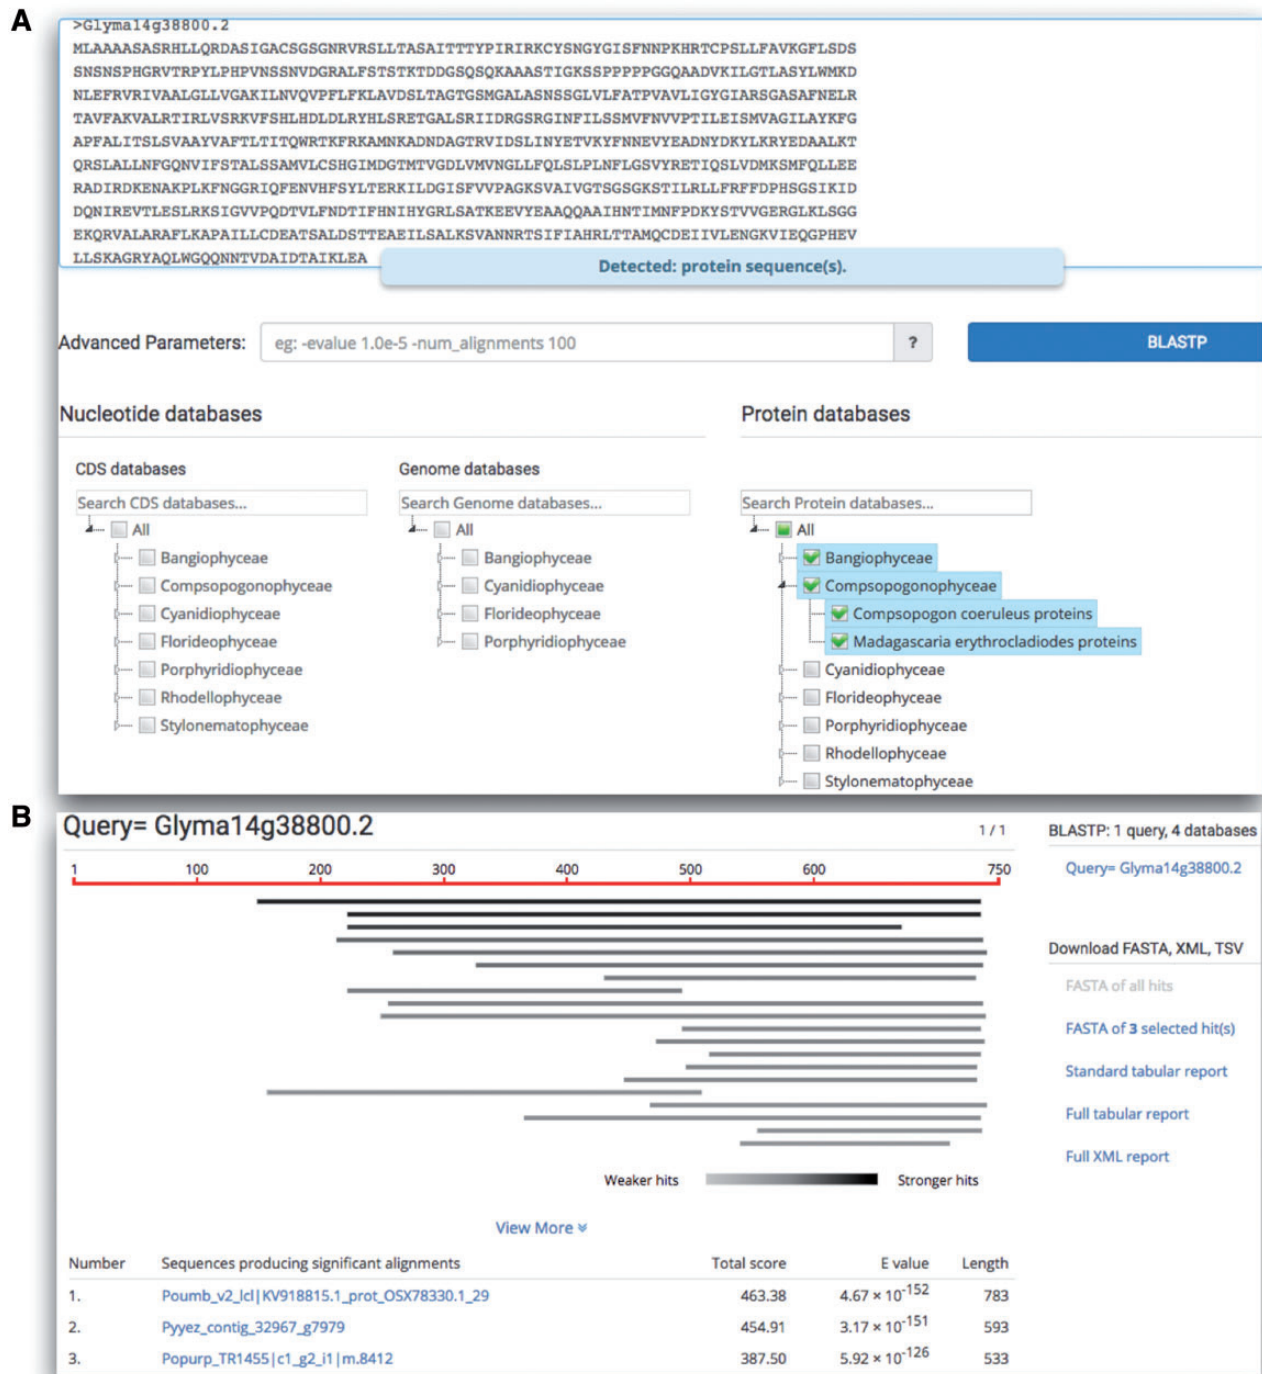 A
>Glyma14g38800.2
MLAAAASASRHLLQRDASIGACSGSGNRVRSLLTASAITTTYPIRIRKCYSNGYGISFNNPKHRTCPSLLFAVKGFLSDS
SNSNSPHGRVTRPYLPHPVNSSNVDGRALFSTSTKTDDGSQSQKAAASTIGKSSPPPPPGGQAADVKILGTLASYLWMKD
NLEFRVRIVAALGLLVGAKILNVQVPFLFKLAVDSLTAGTGSMGALASNSSGLVLFATPVAVLIGYGIARSGASAFNELR
TAVFAKVALRTIRLVSRKVFSHLHDLDLRYHLSRETGALSRIIDRGSRGINFILSSMVFNVVPTILEISMVAGILAYKFG
APFALITSLSVAAYVAFTLTITQWRTKFRKAMNKADNDAGTRVIDSLINYETVKYFNNEVYEADNYDKYLKRYEDAALKT
QRSLALLNFGQNVIFSTALSSAMVLCSHGIMDGTMTVGDLVMVNGLLFQLSLPLNFLGSVYRETIQSLVDMKSMFQLLEE
RADIRDKENAKPLKFNGGRIQFENVHFSYLTERKILDGISFVVPAGKSVAIVGTSGSGKSTILRLLFRFFDPHSGSIKID
DQNIREVTLESLRKSIGVVPQDTVLFNDTIFHNIHYGRLSATKEEVYEAAQQAAIHNTIMNFPDKYSTVVGERGLKLSGG
EKQRVALARAFLKAPAILLCDEATSALDSTTEAEILSALKSVANNRTSIFIAHRLTTAMQCDEIIVLENGKVIEQGPHEV
LLSKAGRYAQLWGQQNNTVDAIDTAIKLEA
Detected: protein sequence(s).
Advanced Parameters: eg: -evalue 1.0e-5 -num_alignments 100 ? BLASTP
Nucleotide databases
CDS databases
Search CDS databases...
All
Bangiophyceae
Compsopogonophyceae
Cyanidiophyceae
Florideophyceae
Porphyridiophyceae
Rhodellophyceae
Stylonematophyceae
Genome databases
Search Genome databases...
All
Bangiophyceae
Cyanidiophyceae
Florideophyceae
Porphyridiophyceae
Protein databases
Search Protein databases...
All
Bangiophyceae
Compsopogonophyceae
Compsopogon coeruleus proteins
Madagascaria erythrocladiodes proteins
Cyanidiophyceae
Florideophyceae
Porphyridiophyceae
Rhodellophyceae
Stylonematophyceae
B
Query= Glyma14g38800.2
1 / 1
1 100 200 300 400 500 600 750
Weaker hits Stronger hits
View More
Number Sequences producing significant alignments Total score E value Length
1. Poumb_v2_lcl|KV918815.1_prot_OSX78330.1_29 463.38 4.67 × 10-152 783
2. Pyyez_contig_32967_g7979 454.91 3.17 × 10-151 593
3. Popurp_TR1455|c1_g2_i1|m.8412 387.50 5.92 × 10-126 533
BLASTP: 1 query, 4 databases
Query= Glyma14g38800.2
Download FASTA, XML, TSV
FASTA of all hits
FASTA of 3 selected hit(s)
Standard tabular report
Full tabular report
Full XML report